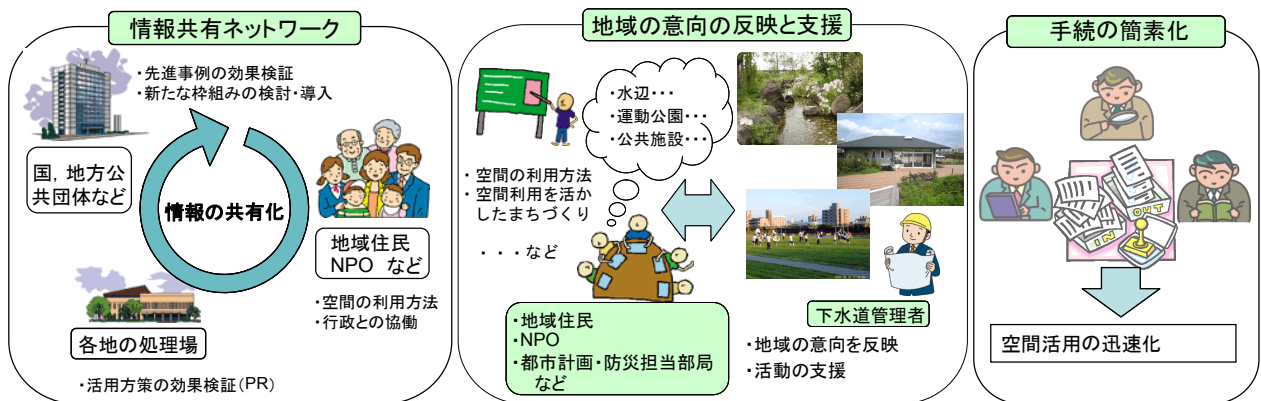 情報共有ネットワーク
・先進事例の効果検証
・新たな枠組みの検討・導入
国，地方公
共団体など
情報の共有化
地域住民
NPO など
・空間の利用方法
・行政との協働
各地の処理場
・活用方策の効果検証(PR)
地域の意向の反映と支援
・水辺・・・
・運動公園・・・
・公共施設・・・
・空間の利用方法
・空間利用を活か
したまちづくり
・・・など
・地域住民
・NPO
・都市計画・防災担当部局
など
下水道管理者
・地域の意向を反映
・活動の支援
手続の簡素化
OUT
IN
空間活用の迅速化